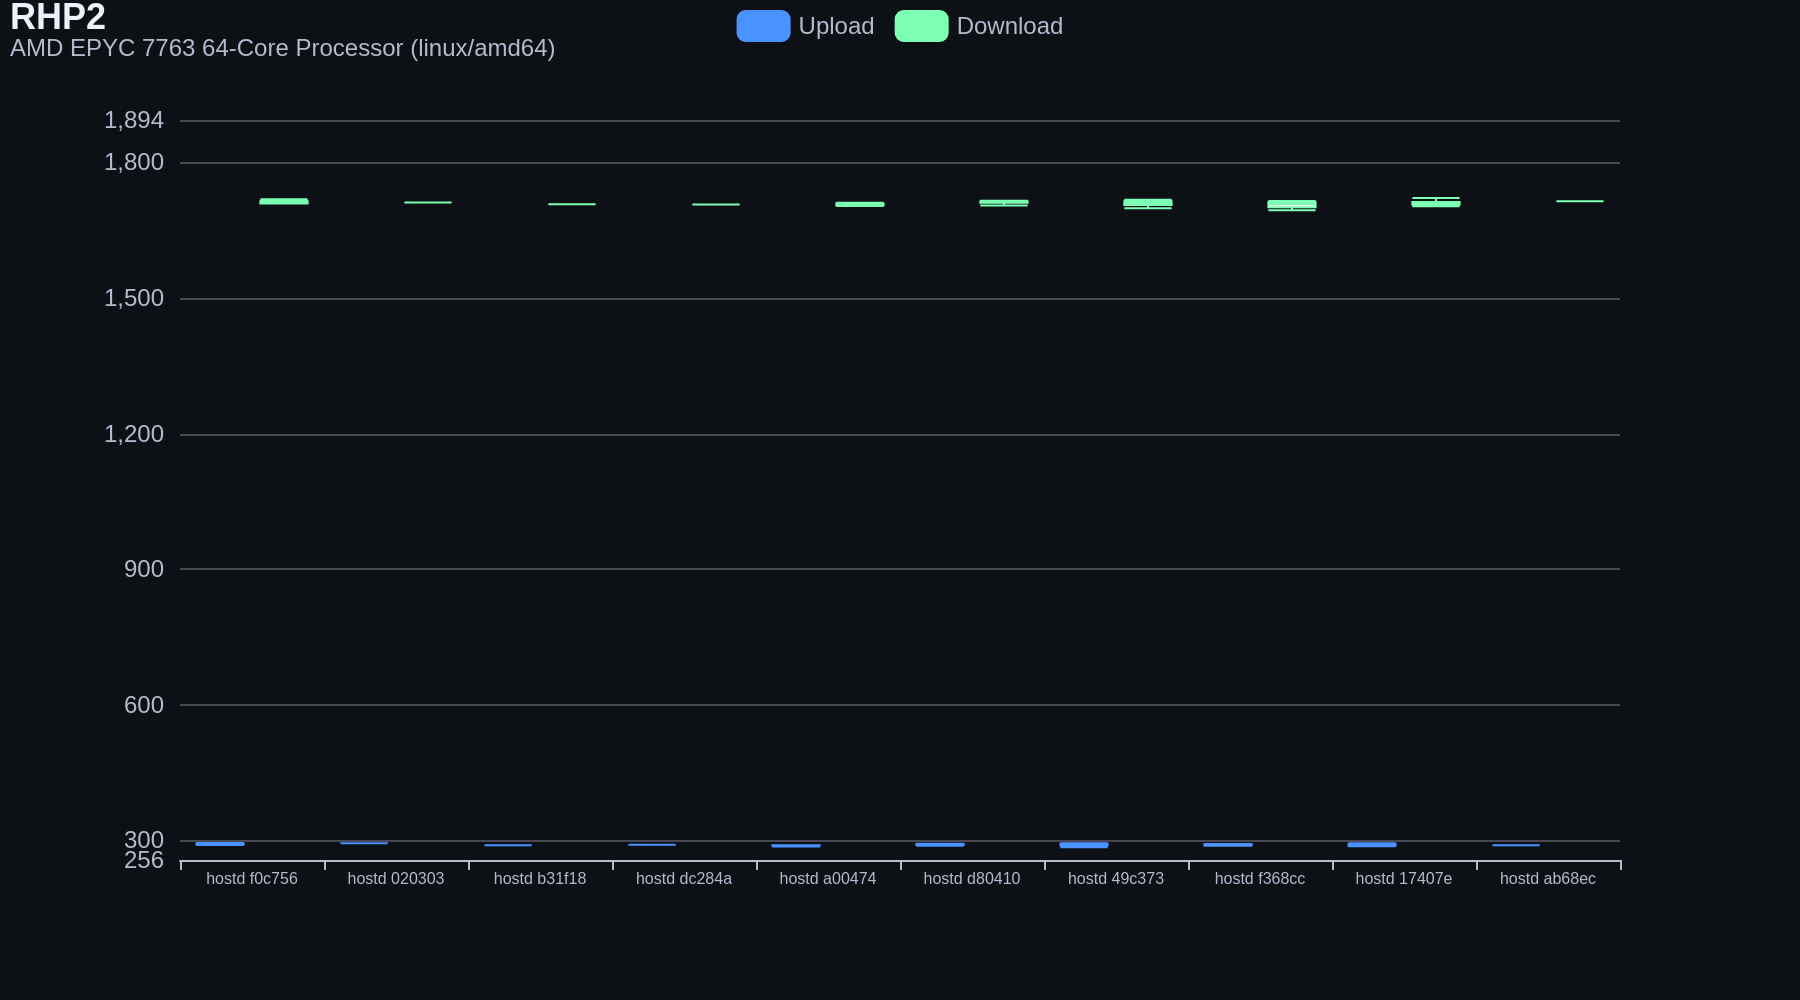 RHP2
AMD EPYC 7763 64-Core Processor (linux/amd64)
Upload Download
1,894
1,800
1,500
1,200
900
600
300
256
hostd f0c756 hostd 020303 hostd b31f18 hostd dc284a hostd a00474 hostd d80410 hostd 49c373 hostd f368cc hostd 17407e hostd ab68ec